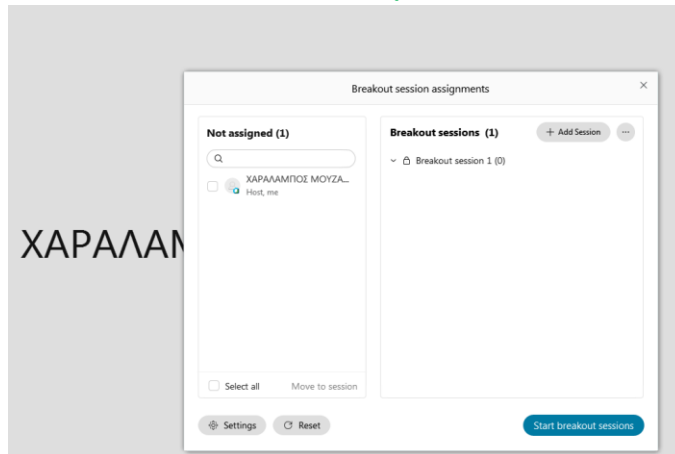 Breakout session assignments
Not assigned (1)
ΧΑΡΑΛΑΜΠΟΣ ΜΟΥΖΑ...
Host, me
Select all Move to session
Breakout sessions (1) + Add Session ...
Breakout session 1 (0)
ΧΑΡΑΛΑΜ
Settings Reset Start breakout sessions